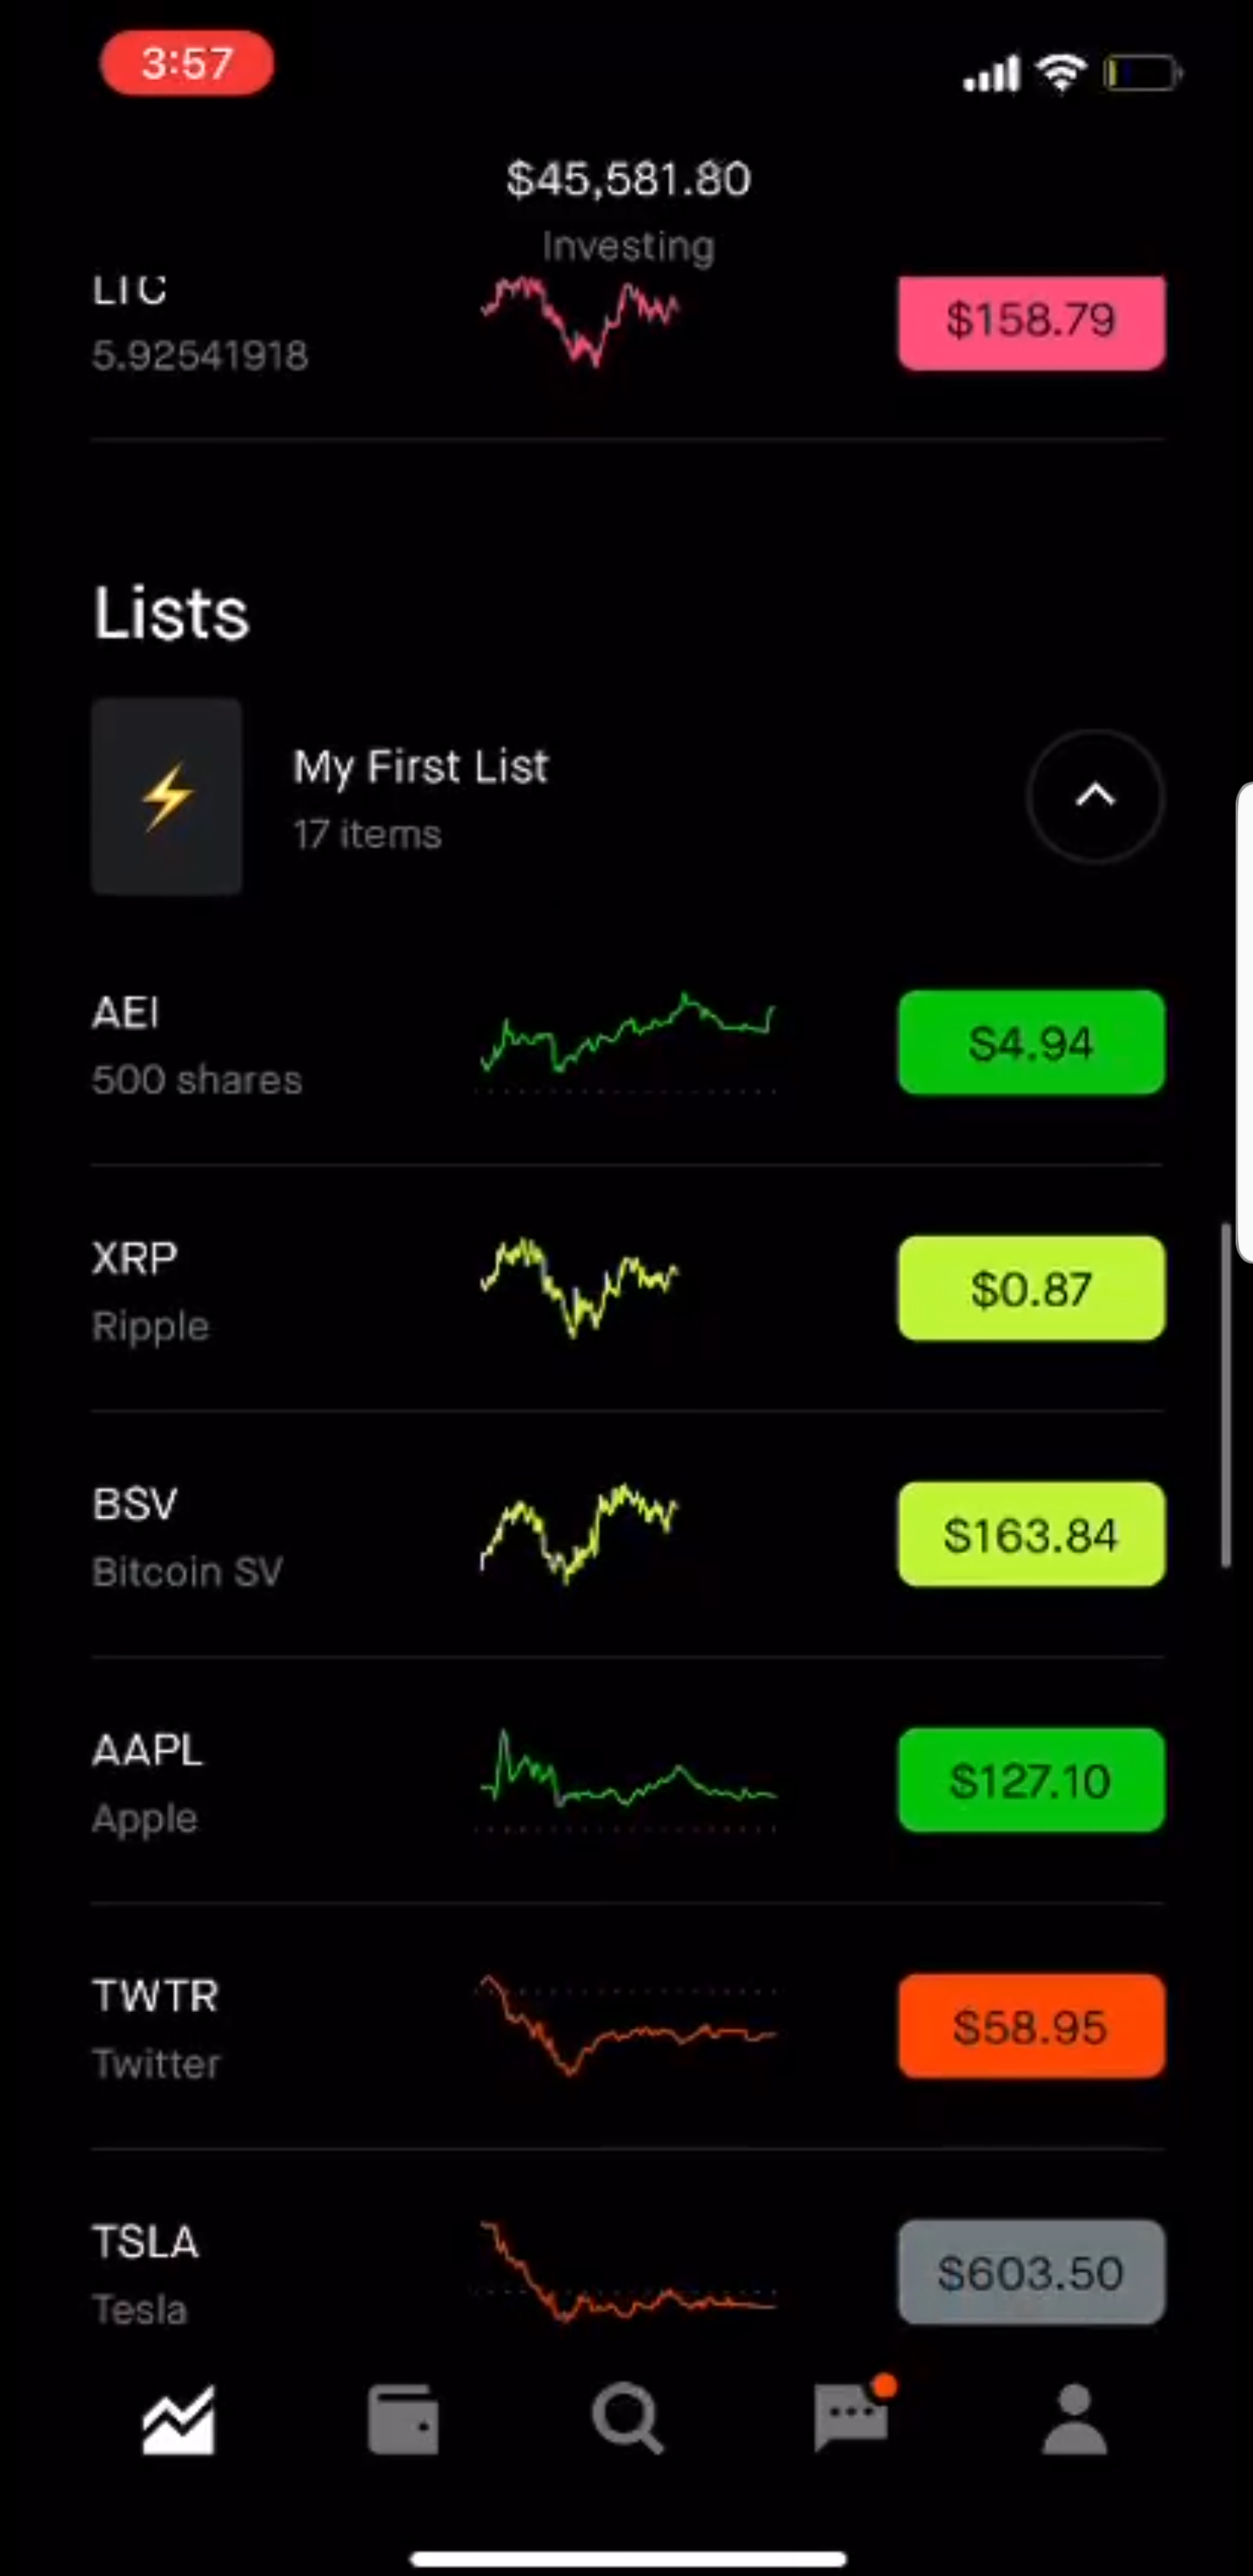 3:57
$45,581.80
Investing
LTC
5.92541918
$158.79
Lists
My First List
17 items
AEI
500 shares
$4.94
XRP
Ripple
$0.87
BSV
Bitcoin SV
$163.84
AAPL
Apple
$127.10
TWTR
Twitter
$58.95
TSLA
Tesla
$603.50